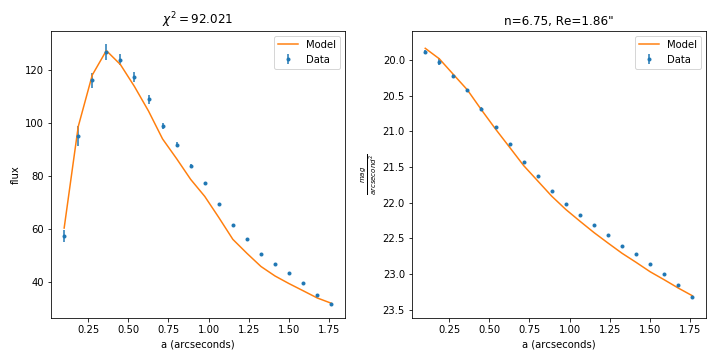 χ² = 92.021
Model
Data
flux
120
100
80
60
40
0.25 0.50 0.75 1.00 1.25 1.50 1.75
a (arcseconds)
n=6.75, Re=1.86"
Model
Data
mag
arcsecond²
20.0
20.5
21.0
21.5
22.0
22.5
23.0
23.5
0.25 0.50 0.75 1.00 1.25 1.50 1.75
a (arcseconds)